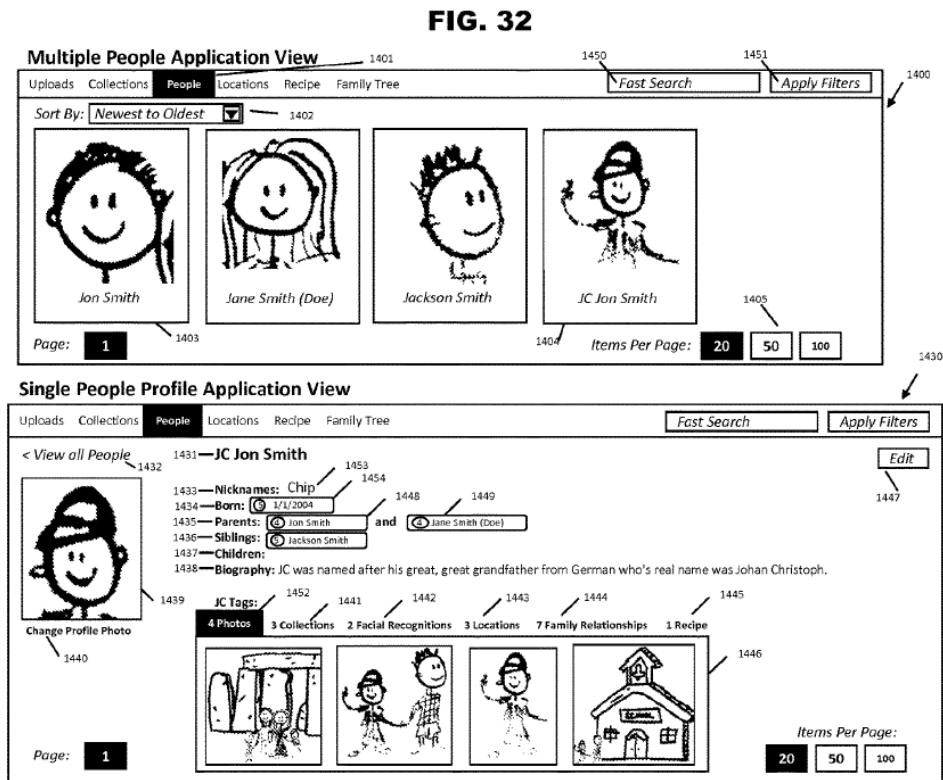 FIG. 32
Multiple People Application View
1401 1450 1451 1400
Uploads Collections People Locations Recipe Family Tree Fast Search Apply Filters
Sort By: Newest to Oldest 1402
Jon Smith Jane Smith (Doe) Jackson Smith JC Jon Smith
1403 1404 1405
Page: 1 Items Per Page: 20 50 100
1430
Single People Profile Application View
Uploads Collections People Locations Recipe Family Tree Fast Search Apply Filters
< View all People 1432 1431 JC Jon Smith Edit
1447
1433 Nicknames: Chip 1453
1434 Born: 5 1/1/2004 1454 1448 1449
1435 Parents: 4 Jon Smith and 4 Jane Smith (Doe)
1436 Siblings: 5 Jackson Smith
1437 Children:
1438 Biography: JC was named after his great, great grandfather from German who's real name was Johan Christoph.
1439
JC Tags: 1452 1441 1442 1443 1444 1445
4 Photos 3 Collections 2 Facial Recognitions 3 Locations 7 Family Relationships 1 Recipe
Change Profile Photo
1440
1446
SCHOOL
Items Per Page:
Page: 1 20 50 100